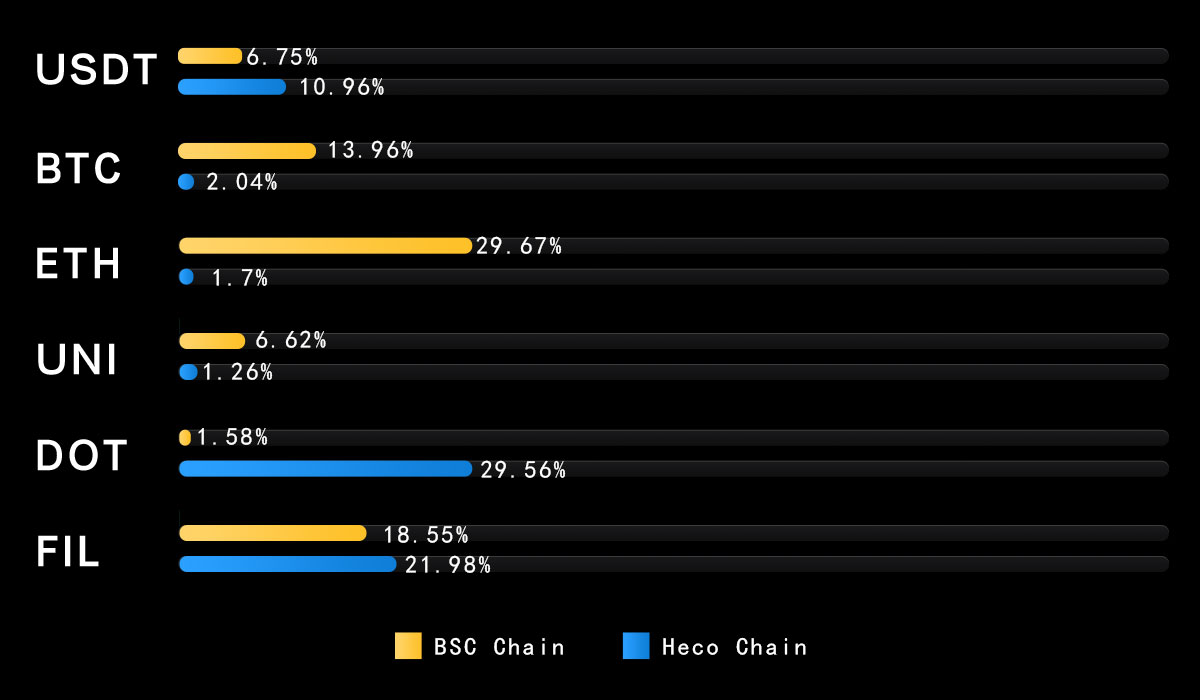 USDT
6.75%
10.96%
BTC
13.96%
2.04%
ETH
29.67%
1.7%
UNI
6.62%
1.26%
DOT
1.58%
29.56%
FIL
18.55%
21.98%
BSC Chain
Heco Chain